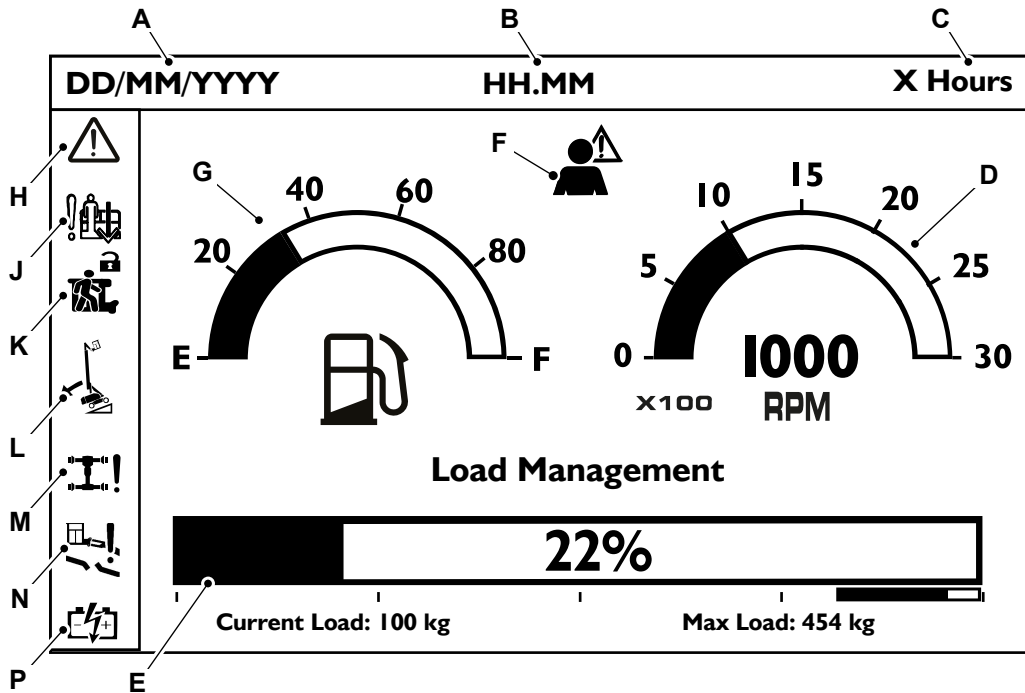 A
B
C
DD/MM/YYYY
HH.MM
X Hours
H
J
K
L
M
N
P
G
F
D
20
40
60
80
E
F
0
5
10
15
20
25
30
1000
X100
RPM
Load Management
22%
Current Load: 100 kg
Max Load: 454 kg
E